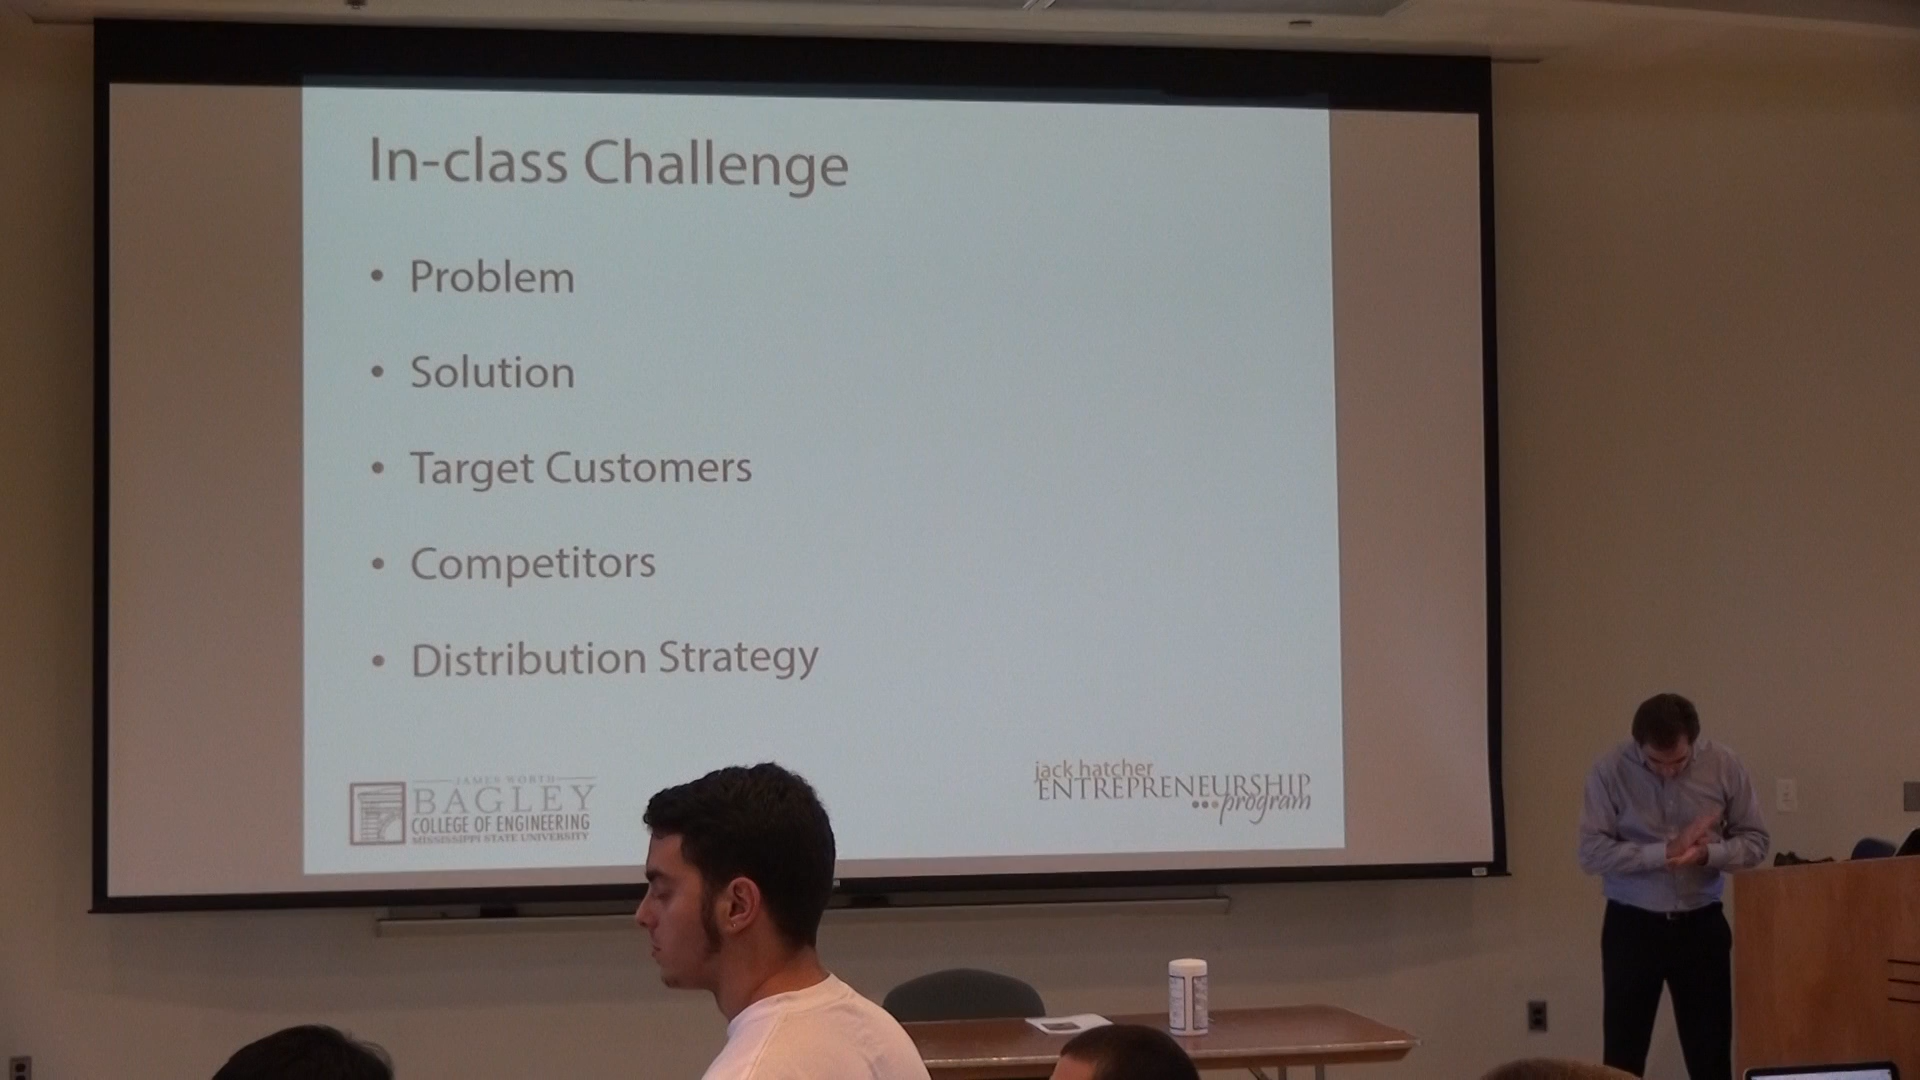 In-class Challenge
• Problem
• Solution
• Target Customers
• Competitors
• Distribution Strategy
JAMES WORTH
BAGLEY
COLLEGE OF ENGINEERING
MISSISSIPPI STATE UNIVERSITY
jack hatcher
ENTREPRENEURSHIP
program